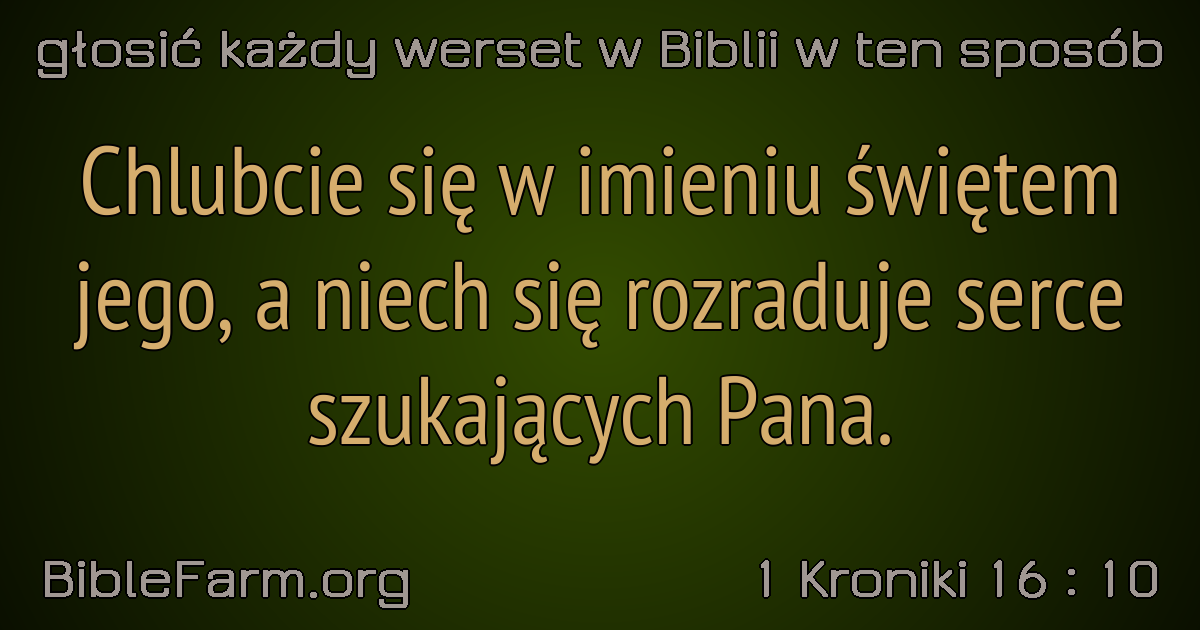 głosić każdy werset w Biblii w ten sposób
Chlubcie się w imieniu świętem
jego, a niech się rozraduje serce
szukających Pana.
BibleFarm.org
1 Kroniki 16 : 10